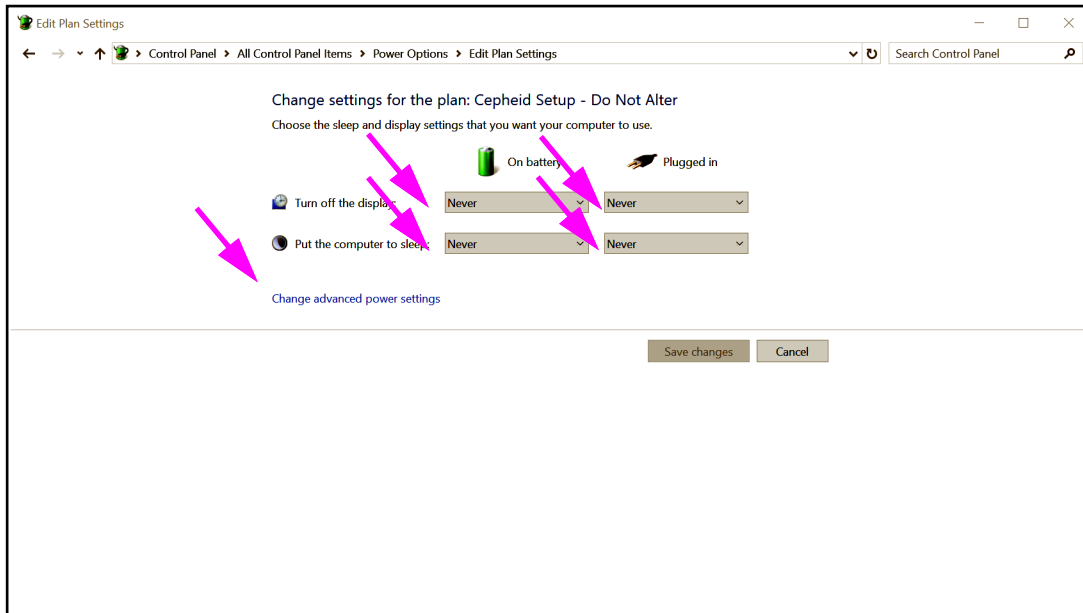 Edit Plan Settings
Control Panel > All Control Panel Items > Power Options > Edit Plan Settings
Search Control Panel
Change settings for the plan: Cepheid Setup - Do Not Alter
Choose the sleep and display settings that you want your computer to use.
On battery Plugged in
Turn off the display: Never Never
Put the computer to sleep: Never Never
Change advanced power settings
Save changes Cancel